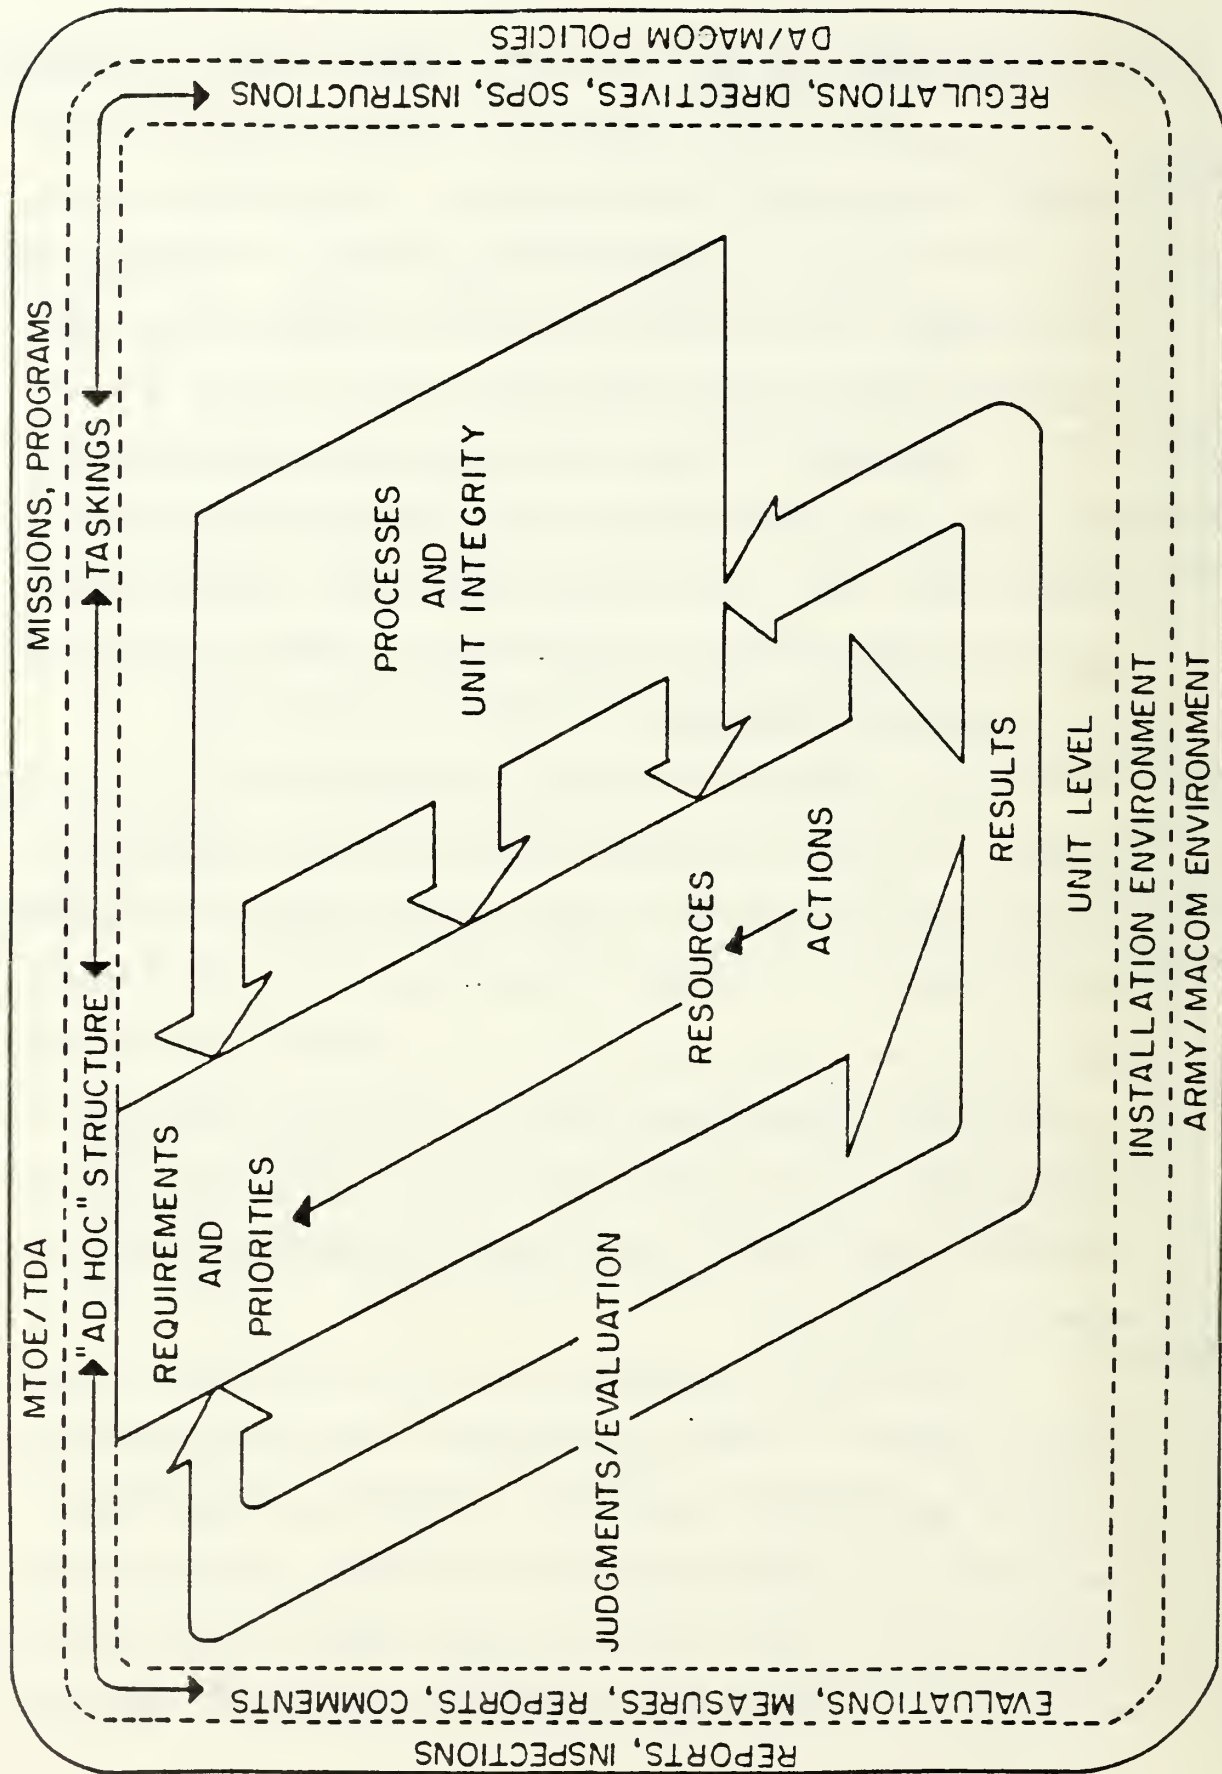 MTOE/TDA
MISSIONS, PROGRAMS
"AD HOC" STRUCTURE
TASKINGS
REPORTS, INSPECTIONS
EVALUATIONS, MEASURES, REPORTS, COMMENTS
REGULATIONS, DIRECTIVES, SOPS, INSTRUCTIONS
DA/MACOM POLICIES
REQUIREMENTS
AND
PRIORITIES
PROCESSES
AND
UNIT INTEGRITY
JUDGMENTS/EVALUATION
RESOURCES
ACTIONS
RESULTS
UNIT LEVEL
INSTALLATION ENVIRONMENT
ARMY/MACOM ENVIRONMENT